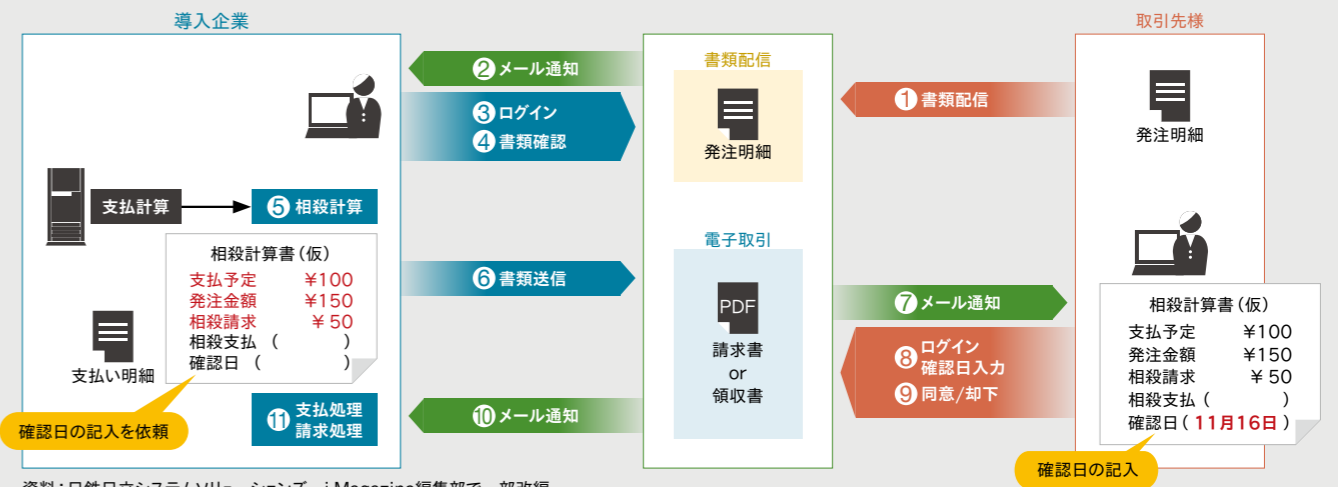 導入企業
取引先様
② メール通知
③ ログイン
④ 書類確認
書類配信
発注明細
① 書類配信
発注明細
支払計算
⑤ 相殺計算
相殺計算書(仮)
支払予定 ¥100
発注金額 ¥150
相殺請求 ¥ 50
相殺支払 ( )
確認日 ( )
支払い明細
確認日の記入を依頼
⑥ 書類送信
電子取引
PDF
請求書
or
領収書
⑦ メール通知
⑧ ログイン
確認日入力
⑨ 同意/却下
相殺計算書(仮)
支払予定 ¥100
発注金額 ¥150
相殺請求 ¥ 50
相殺支払 ( )
確認日( 11月16日 )
確認日の記入
⑩ メール通知
⑪ 支払処理
請求処理